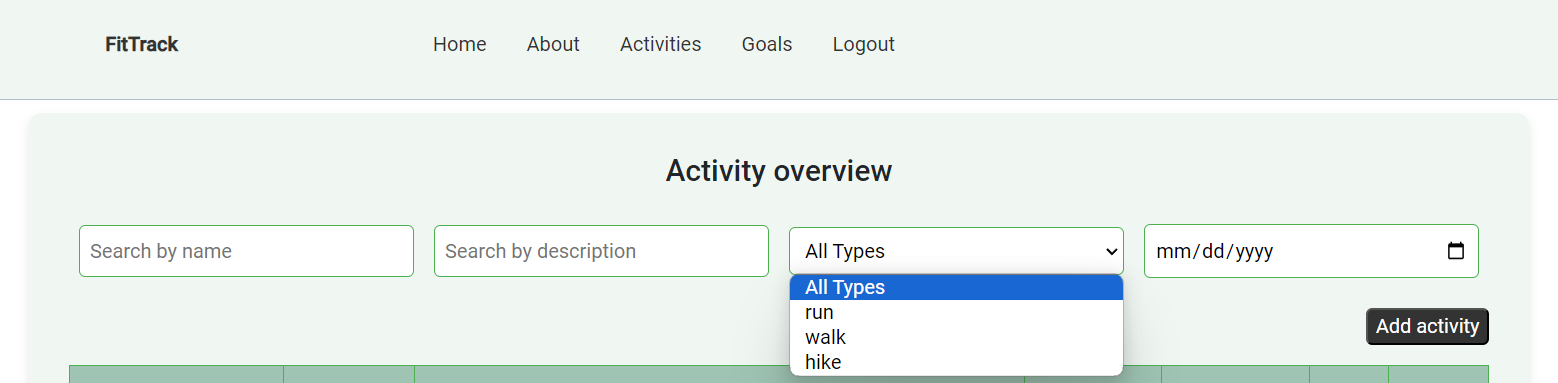 FitTrack
Home About Activities Goals Logout
Activity overview
Search by name Search by description All Types mm/dd/yyyy
All Types
run
walk
hike
Add activity